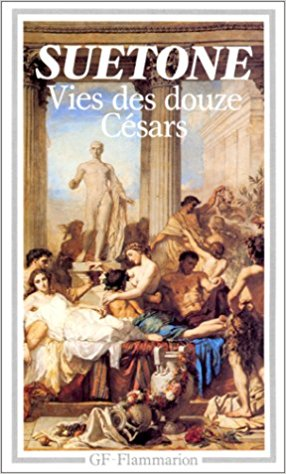 SUETONE
Vies des douze
Césars
GF-Flammarion